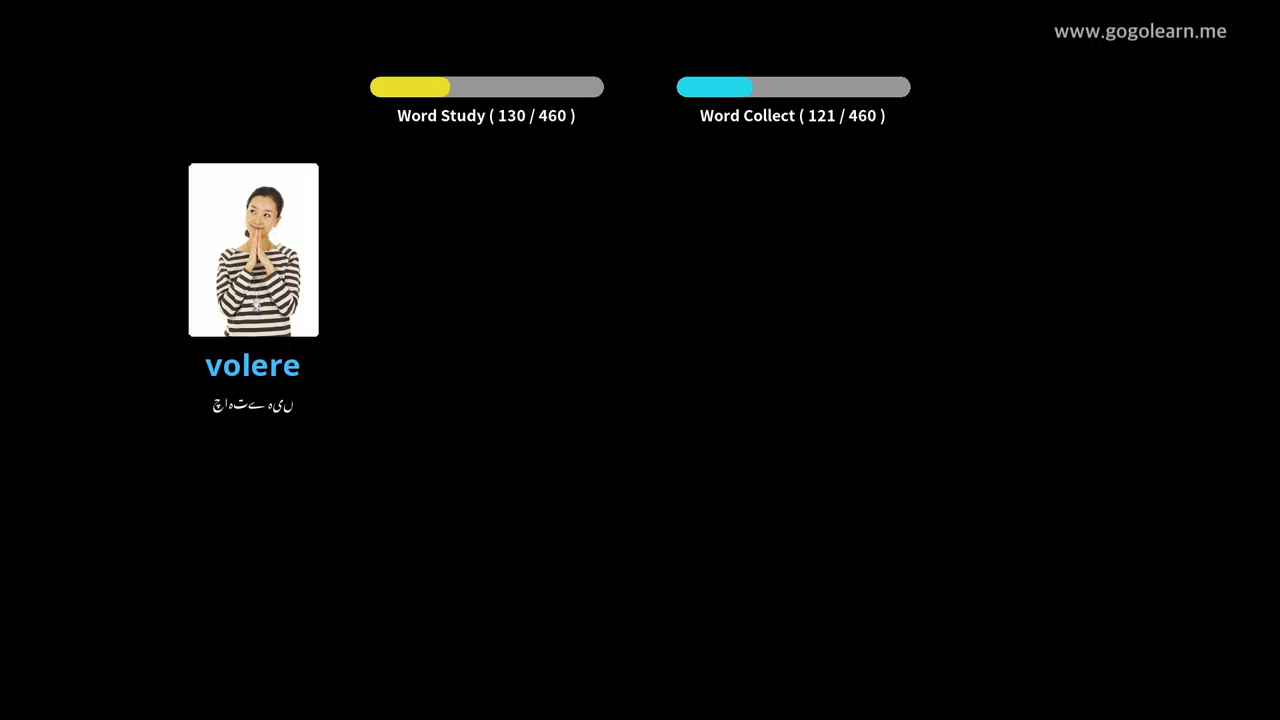 www.gogolearn.me
Word Study ( 130 / 460 )
Word Collect ( 121 / 460 )
volere
چاہتے ہیں